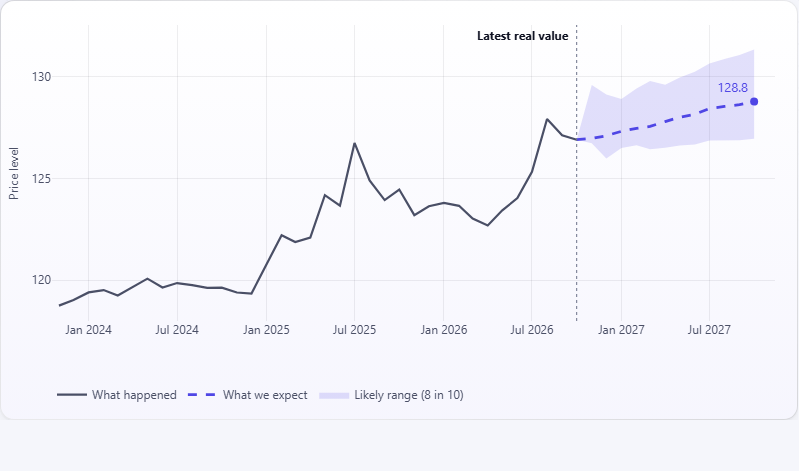 Latest real value
130
128.8
125
120
Price level
Jan 2024 Jul 2024 Jan 2025 Jul 2025 Jan 2026 Jul 2026 Jan 2027 Jul 2027
What happened What we expect Likely range (8 in 10)